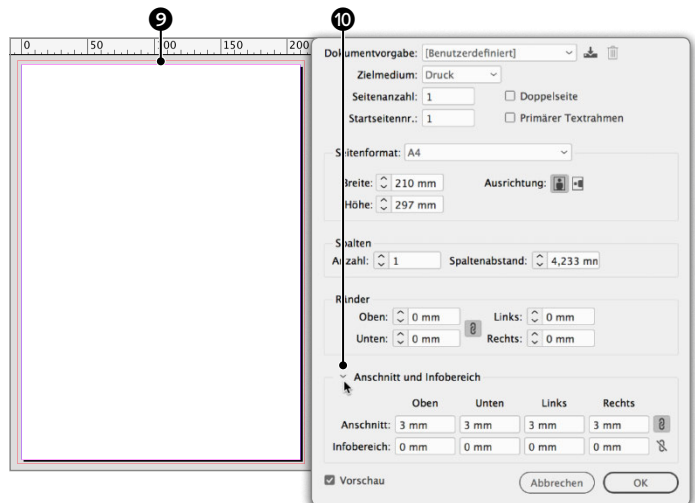 9 10
0 50 100 150 200
Dokumentvorgabe: [Benutzerdefiniert]
Zielmedium: Druck
Seitenanzahl: 1 Doppelseite
Startseitennr.: 1 Primärer Textrahmen
Seitenformat: A4
Breite: 210 mm Ausrichtung:
Höhe: 297 mm
Spalten
Anzahl: 1 Spaltenabstand: 4,233 mm
Ränder
Oben: 0 mm Links: 0 mm
Unten: 0 mm Rechts: 0 mm
Anschnitt und Infobereich
Oben Unten Links Rechts
Anschnitt: 3 mm 3 mm 3 mm 3 mm
Infobereich: 0 mm 0 mm 0 mm 0 mm
Vorschau Abbrechen OK